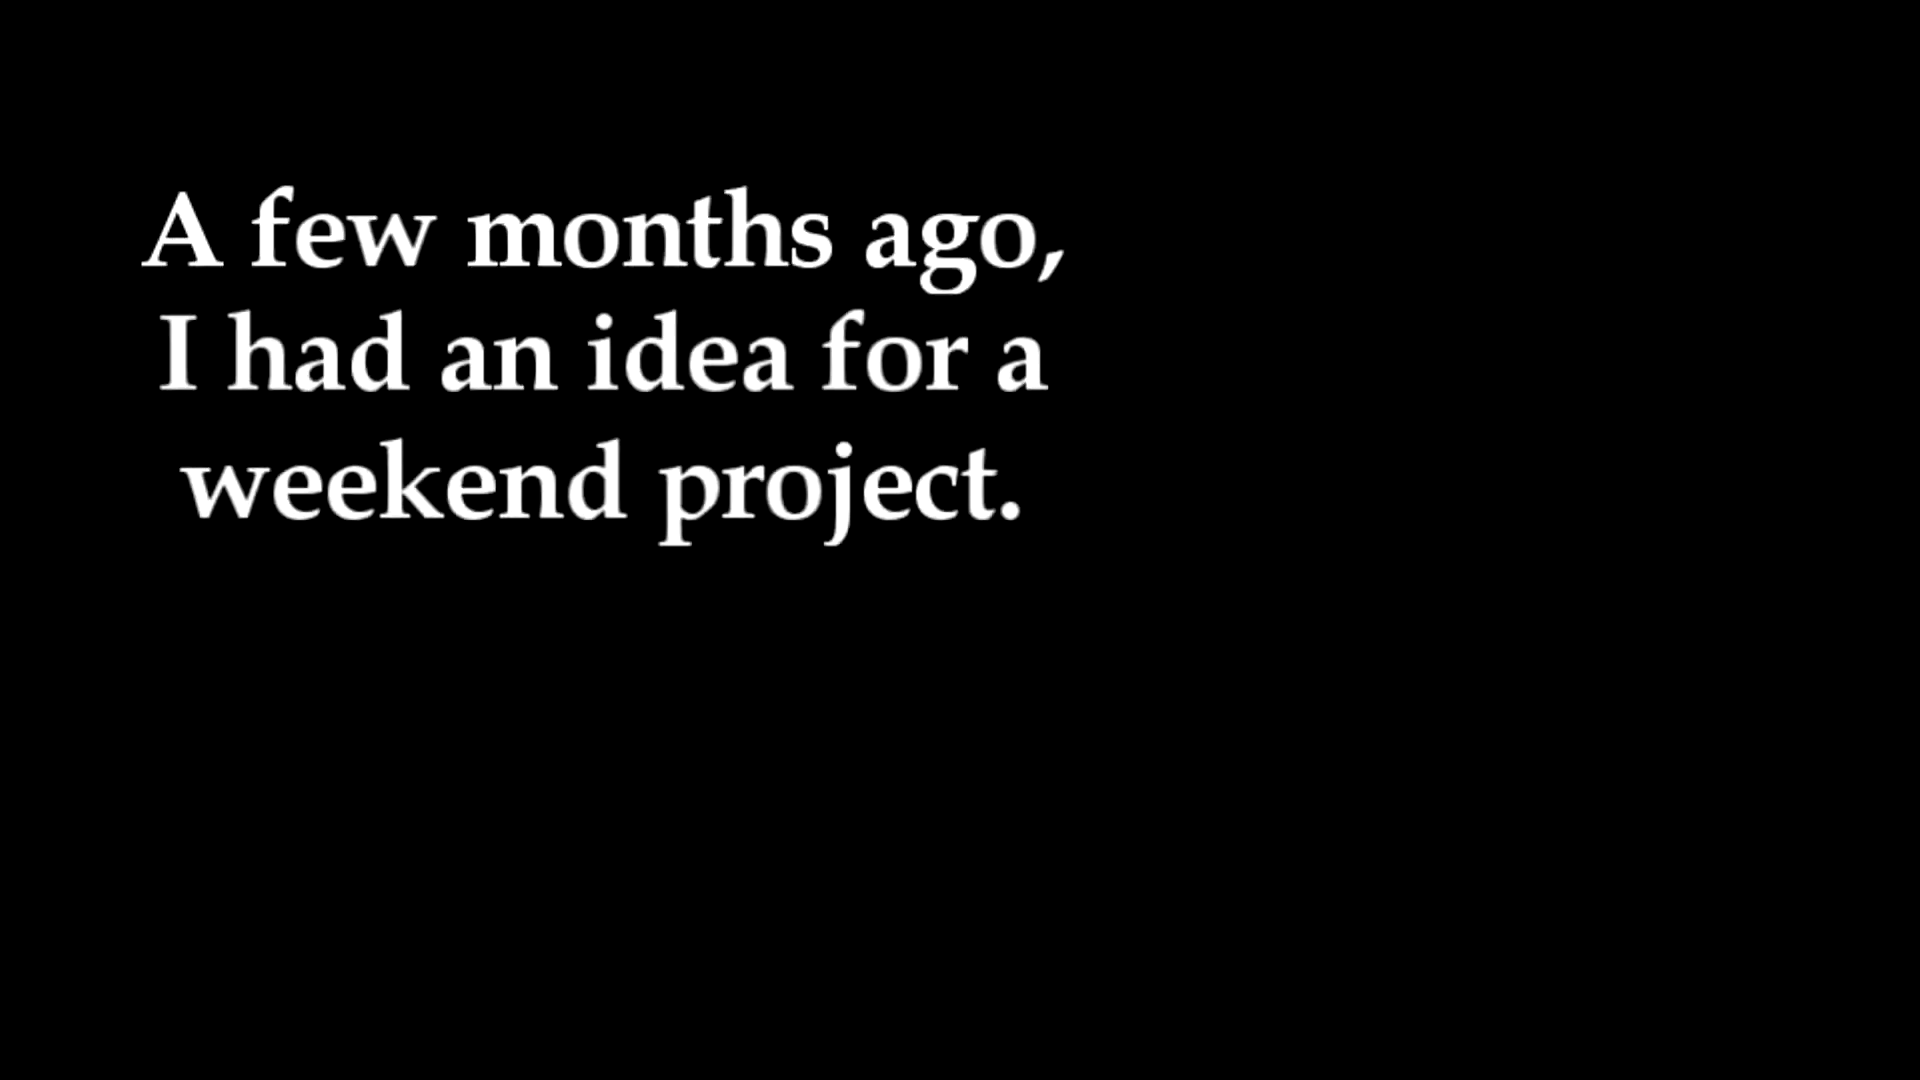 A few months ago,
I had an idea for a
weekend project.